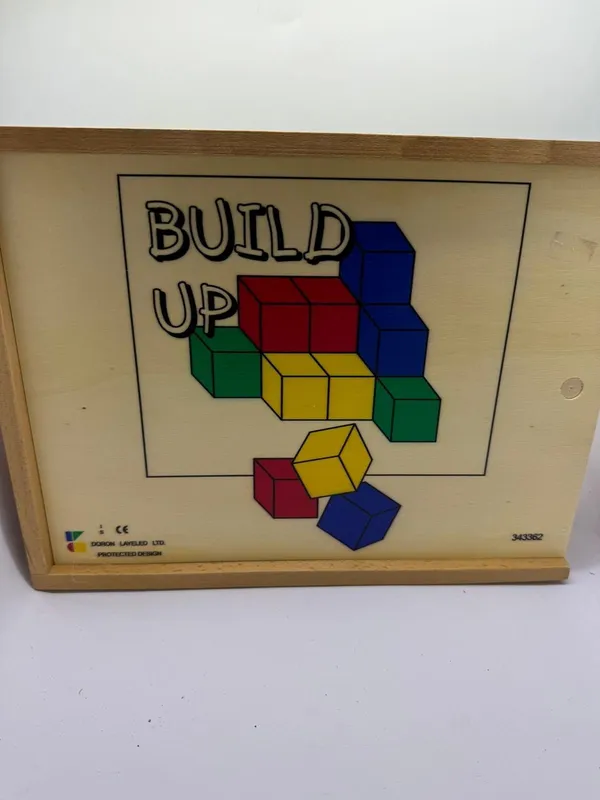 BUILD
UP
CE
DORON LAYELED LTD.
PROTECTED DESIGN
343362